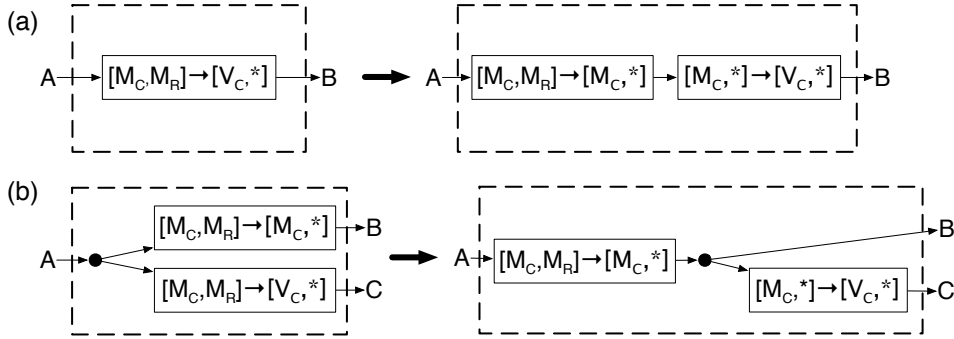 (a)
A [M_C,M_R]→[V_C,*] B A [M_C,M_R]→[M_C,*] [M_C,*]→[V_C,*] B
(b)
[M_C,M_R]→[M_C,*] B B
A [M_C,M_R]→[V_C,*] C A [M_C,M_R]→[M_C,*] [M_C,*]→[V_C,*] C